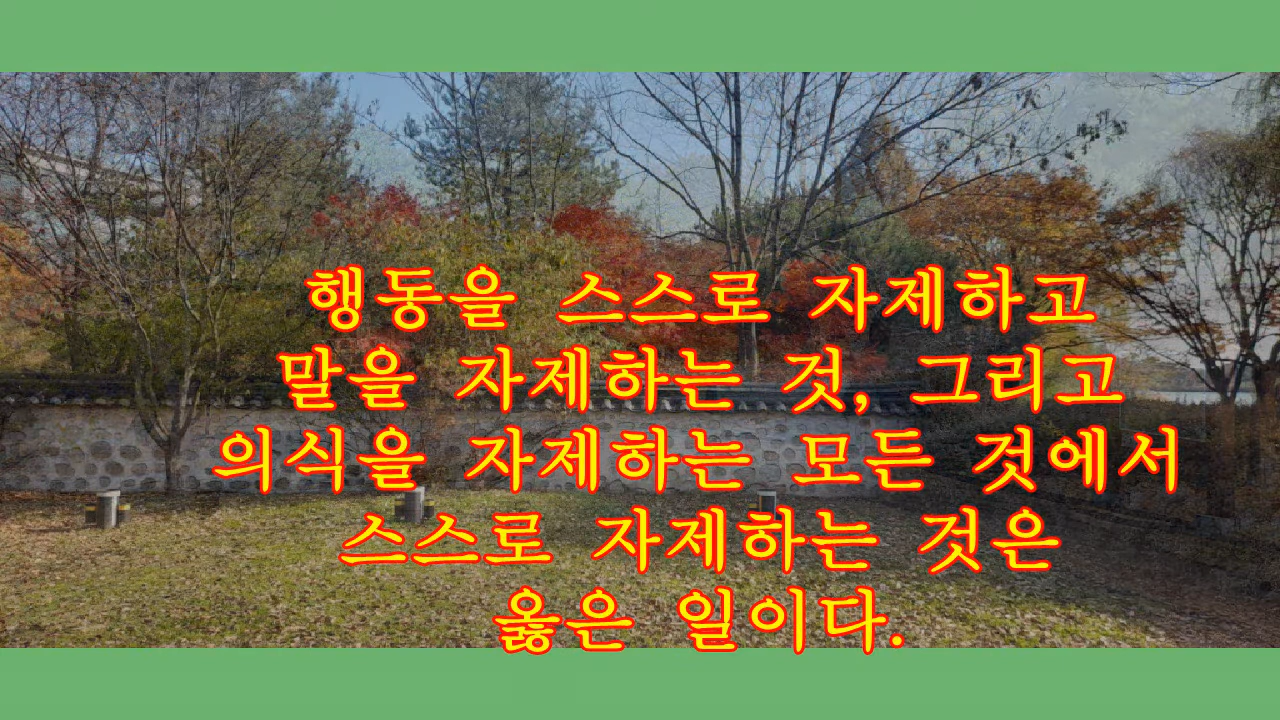 행동을 스스로 자제하고
말을 자제하는 것, 그리고
의식을 자제하는 모든 것에서
스스로 자제하는 것은
옳은 일이다.